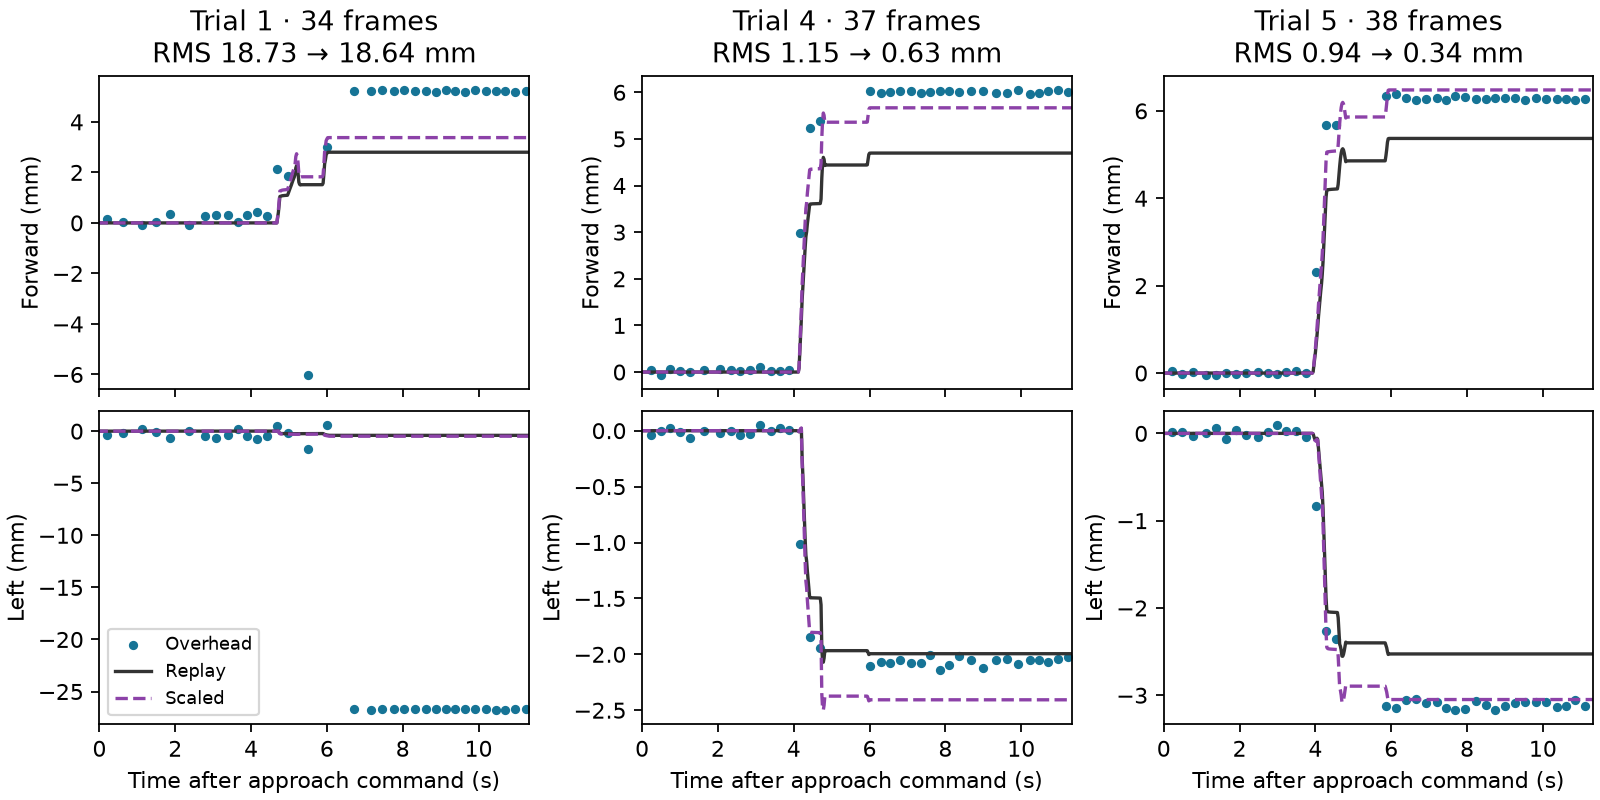 Trial 1 · 34 frames
RMS 18.73 → 18.64 mm
Trial 4 · 37 frames
RMS 1.15 → 0.63 mm
Trial 5 · 38 frames
RMS 0.94 → 0.34 mm
Forward (mm)
4
2
0
−2
−4
−6
Forward (mm)
6
5
4
3
2
1
0
Forward (mm)
6
4
2
0
Left (mm)
0
−5
−10
−15
−20
−25
Overhead
Replay
Scaled
0 2 4 6 8 10
Time after approach command (s)
Left (mm)
0.0
−0.5
−1.0
−1.5
−2.0
−2.5
0 2 4 6 8 10
Time after approach command (s)
Left (mm)
0
−1
−2
−3
0 2 4 6 8 10
Time after approach command (s)